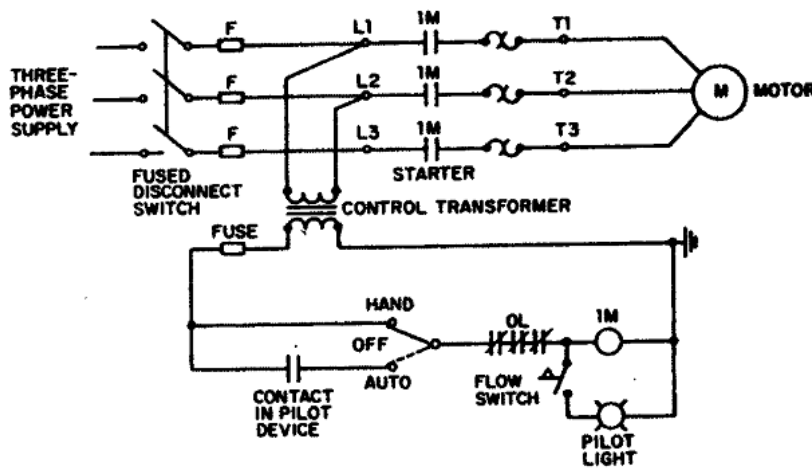 F
L1
1M
T1
THREE-
PHASE
POWER
SUPPLY
F
L2
1M
T2
M
MOTOR
F
L3
1M
T3
FUSED
DISCONNECT
SWITCH
STARTER
CONTROL TRANSFORMER
FUSE
HAND
OFF
AUTO
OL
1M
CONTACT
IN PILOT
DEVICE
FLOW
SWITCH
PILOT
LIGHT